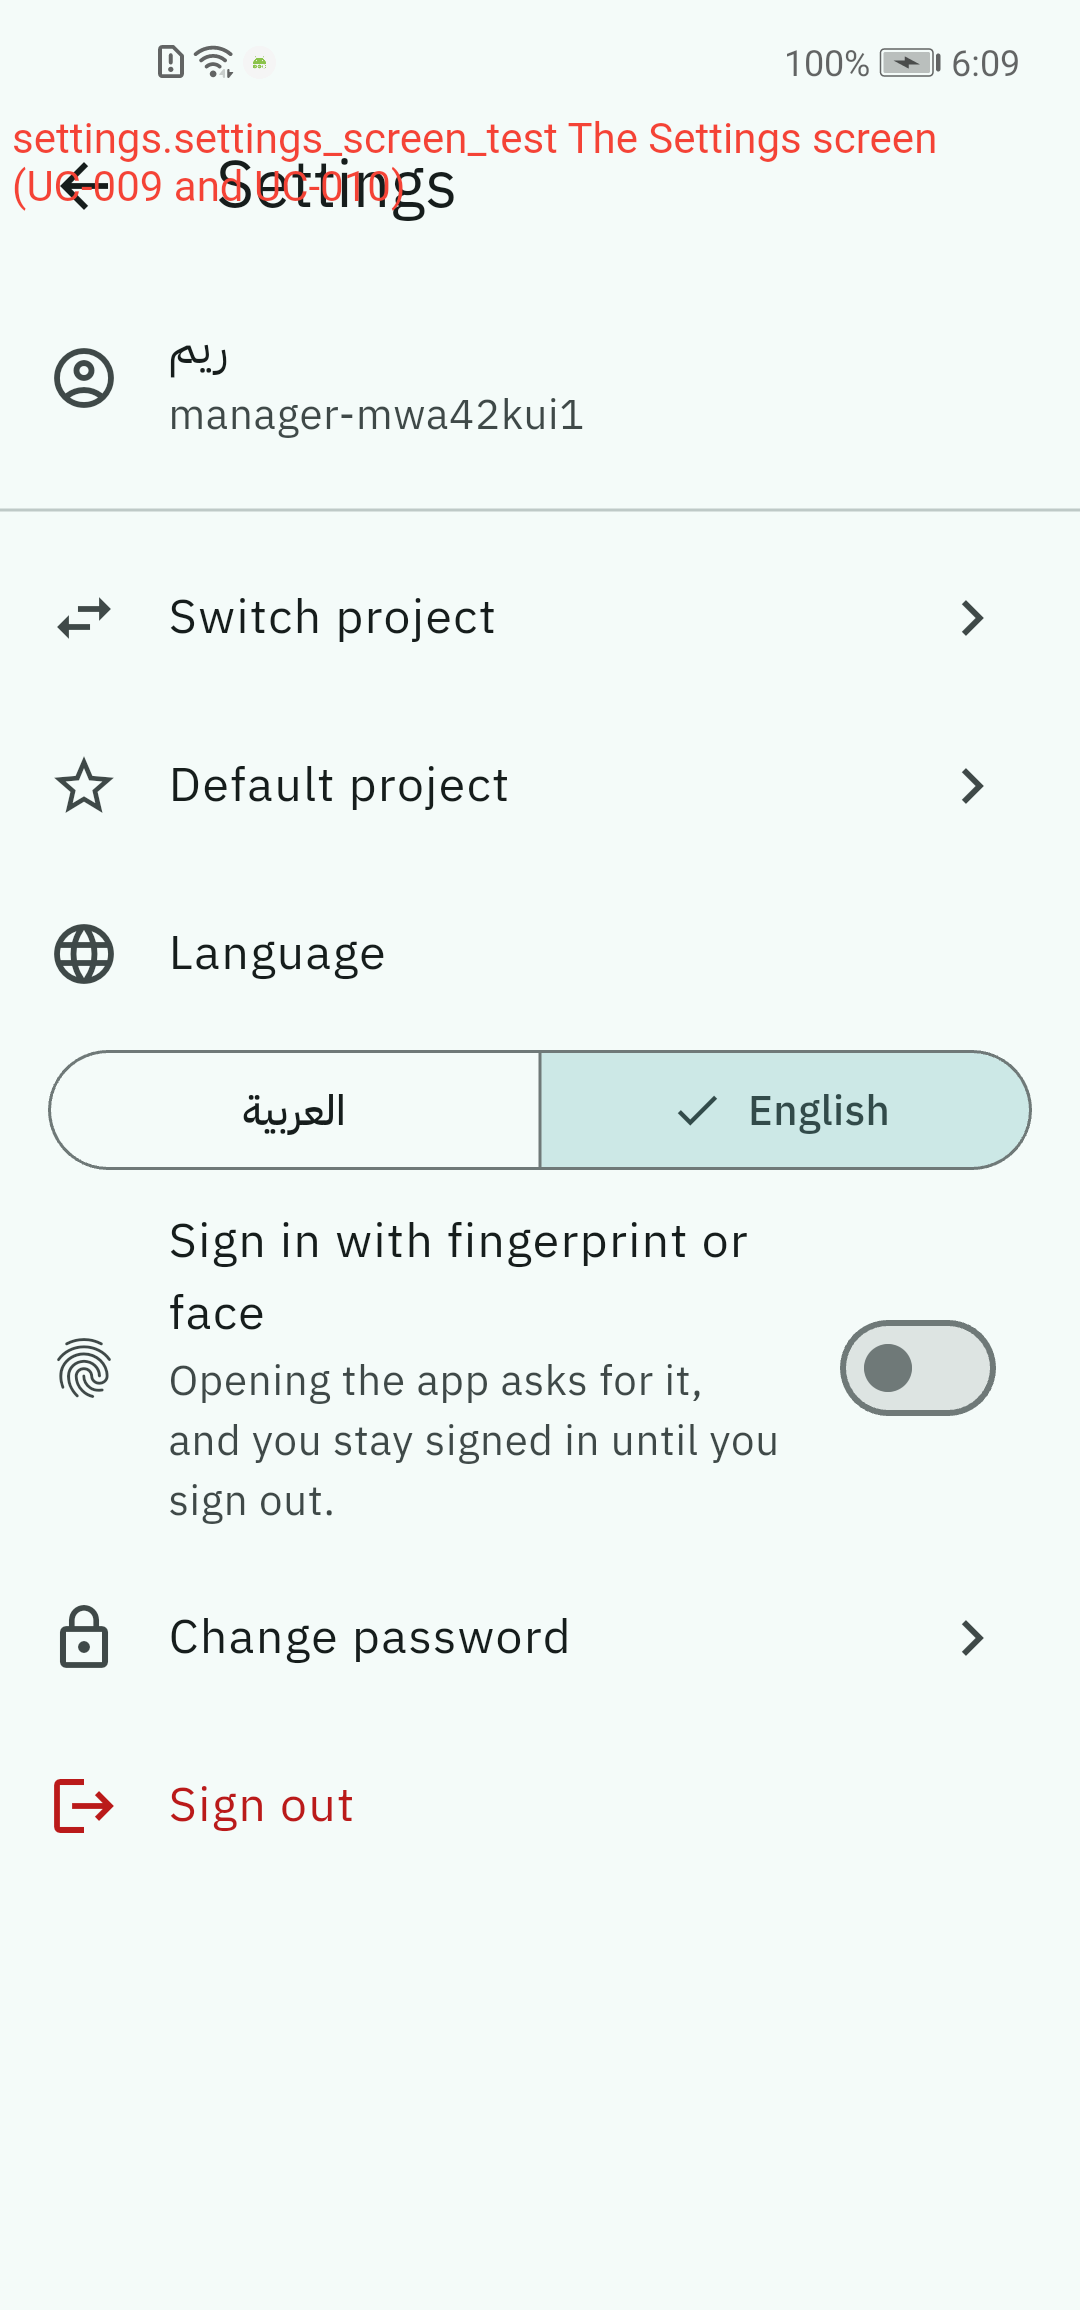 100% 6:09
settings.settings_screen_test The Settings screen
(UC-009 and UC-010)
Settings
ريم
manager-mwa42kui1
Switch project
Default project
Language
العربية
English
Sign in with fingerprint or
face
Opening the app asks for it,
and you stay signed in until you
sign out.
Change password
Sign out